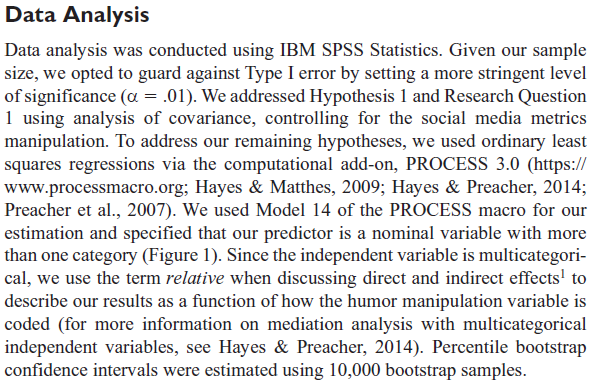 Data Analysis
Data analysis was conducted using IBM SPSS Statistics. Given our sample
size, we opted to guard against Type I error by setting a more stringent level
of significance (α = .01). We addressed Hypothesis 1 and Research Question
1 using analysis of covariance, controlling for the social media metrics
manipulation. To address our remaining hypotheses, we used ordinary least
squares regressions via the computational add-on, PROCESS 3.0 (https://
www.processmacro.org; Hayes & Matthes, 2009; Hayes & Preacher, 2014;
Preacher et al., 2007). We used Model 14 of the PROCESS macro for our
estimation and specified that our predictor is a nominal variable with more
than one category (Figure 1). Since the independent variable is multicategori-
cal, we use the term relative when discussing direct and indirect effects¹ to
describe our results as a function of how the humor manipulation variable is
coded (for more information on mediation analysis with multicategorical
independent variables, see Hayes & Preacher, 2014). Percentile bootstrap
confidence intervals were estimated using 10,000 bootstrap samples.